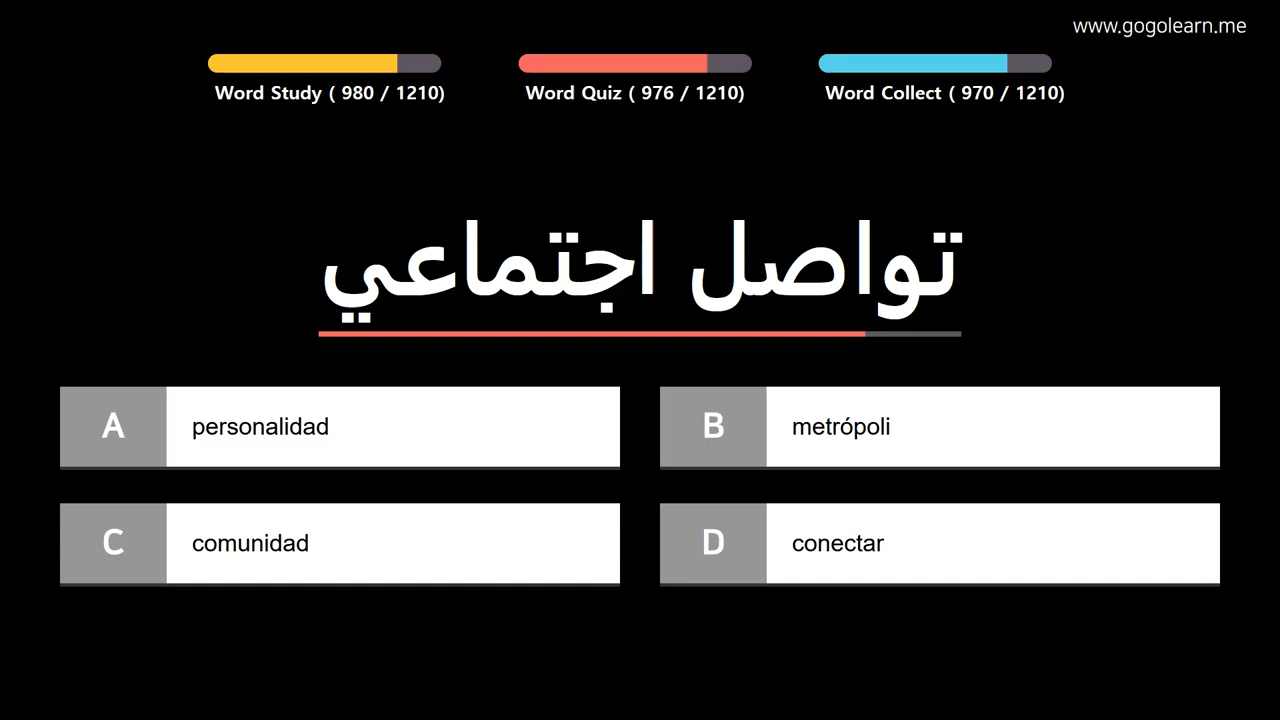 www.gogolearn.me
Word Study ( 980 / 1210)
Word Quiz ( 976 / 1210)
Word Collect ( 970 / 1210)
تواصل اجتماعي
A personalidad
B metrópoli
C comunidad
D conectar